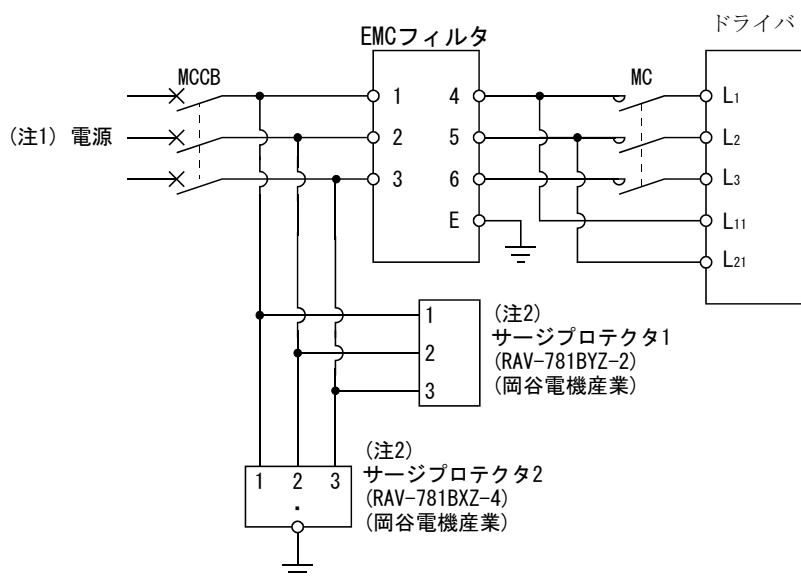 ドライバ
EMCフィルタ
MCCB
MC
(注1) 電源
1
2
3
4
5
6
E
L1
L2
L3
L11
L21
1
2
3
(注2)
サージプロテクタ1
(RAV-781BYZ-2)
(岡谷電機産業)
1 2 3
(注2)
サージプロテクタ2
(RAV-781BXZ-4)
(岡谷電機産業)